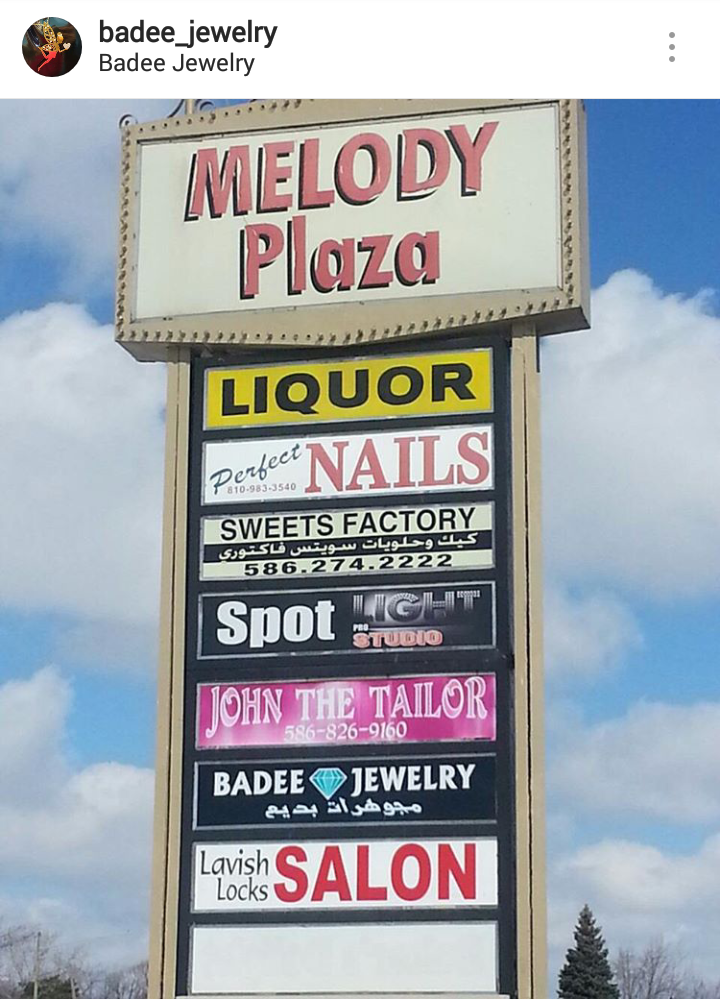 badee_jewelry
Badee Jewelry
MELODY
Plaza
LIQUOR
Perfect NAILS
810-983-3540
SWEETS FACTORY
كيك وحلويات سويتس فاكتوري
586.274.2222
Spot LIGHT
PRO
STUDIO
JOHN THE TAILOR
586-826-9160
BADEE JEWELRY
مجوهرات بديع
Lavish
Locks SALON